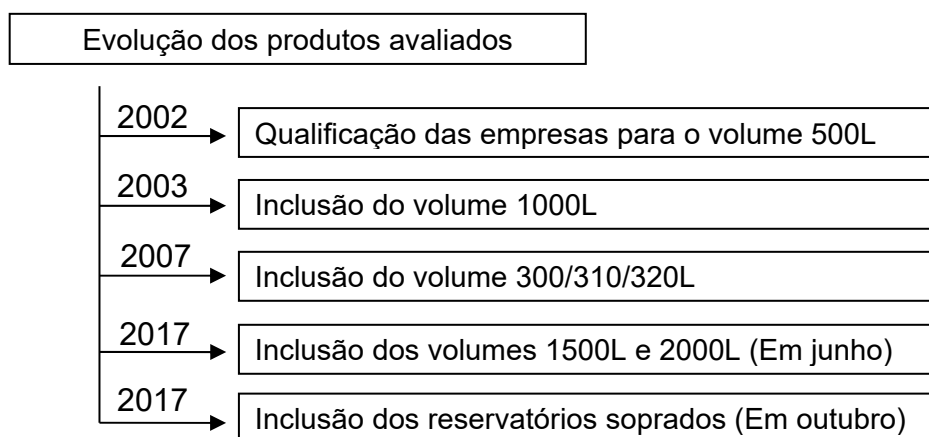 Evolução dos produtos avaliados
2002
Qualificação das empresas para o volume 500L
2003
Inclusão do volume 1000L
2007
Inclusão do volume 300/310/320L
2017
Inclusão dos volumes 1500L e 2000L (Em junho)
2017
Inclusão dos reservatórios soprados (Em outubro)